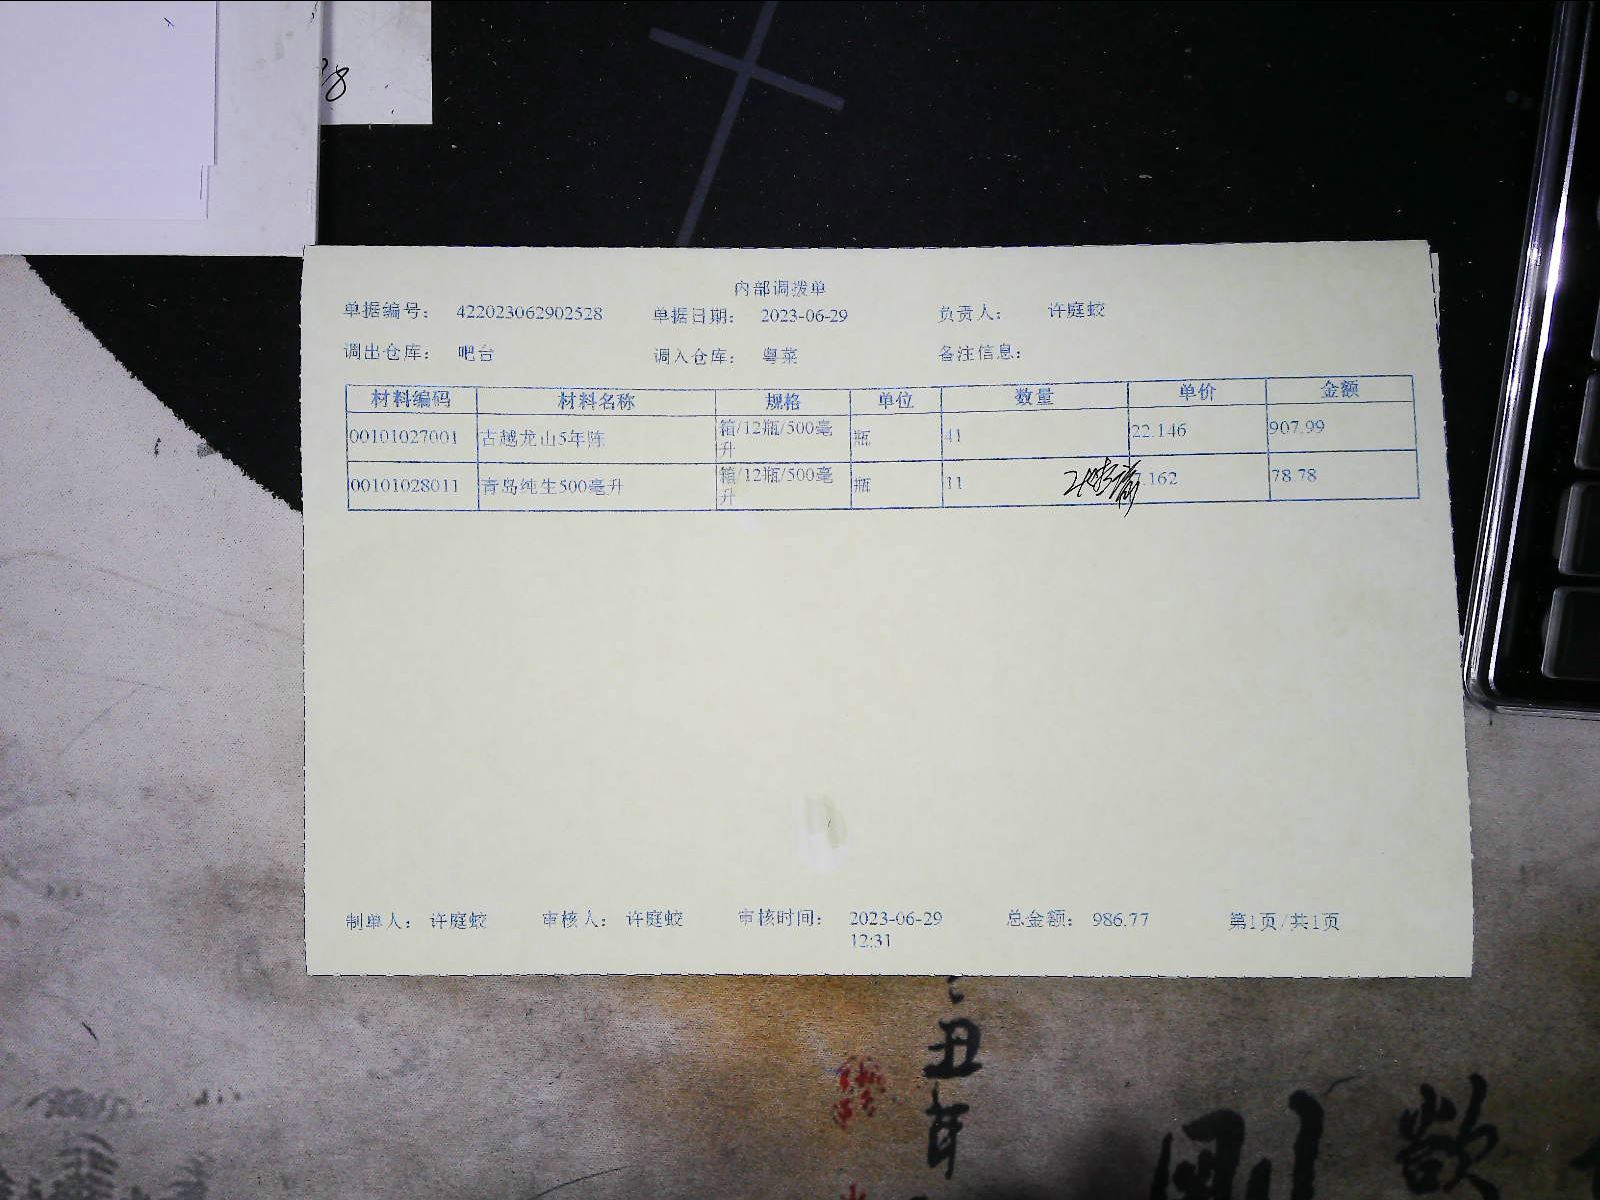 内部调拨单
单据编号： 422023062902528 单据日期： 2023-06-29 负责人： 许庭蛟
调出仓库： 吧台 调入仓库： 粤菜 备注信息：
材料编码 材料名称 规格 单位 数量 单价 金额
00101027001 古越龙山5年陈 箱/12瓶/500毫升 瓶 41 22.146 907.99
00101028011 青岛纯生500毫升 箱/12瓶/500毫升 瓶 11 .162 78.78
制单人： 许庭蛟 审核人： 许庭蛟 审核时间： 2023-06-29 12:31 总金额： 986.77 第1页/共1页
丑年
欲
剛